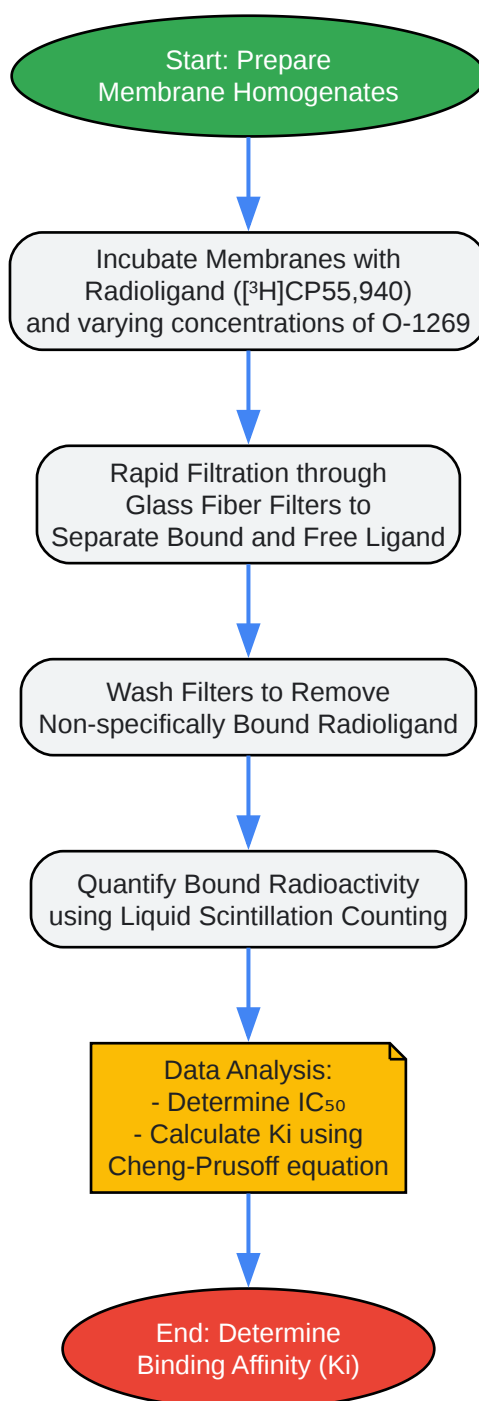 Start: Prepare
Membrane Homogenates
Incubate Membranes with
Radioligand ([³H]CP55,940)
and varying concentrations of O-1269
Rapid Filtration through
Glass Fiber Filters to
Separate Bound and Free Ligand
Wash Filters to Remove
Non-specifically Bound Radioligand
Quantify Bound Radioactivity
using Liquid Scintillation Counting
Data Analysis:
- Determine IC₅₀
- Calculate Ki using
Cheng-Prusoff equation
End: Determine
Binding Affinity (Ki)